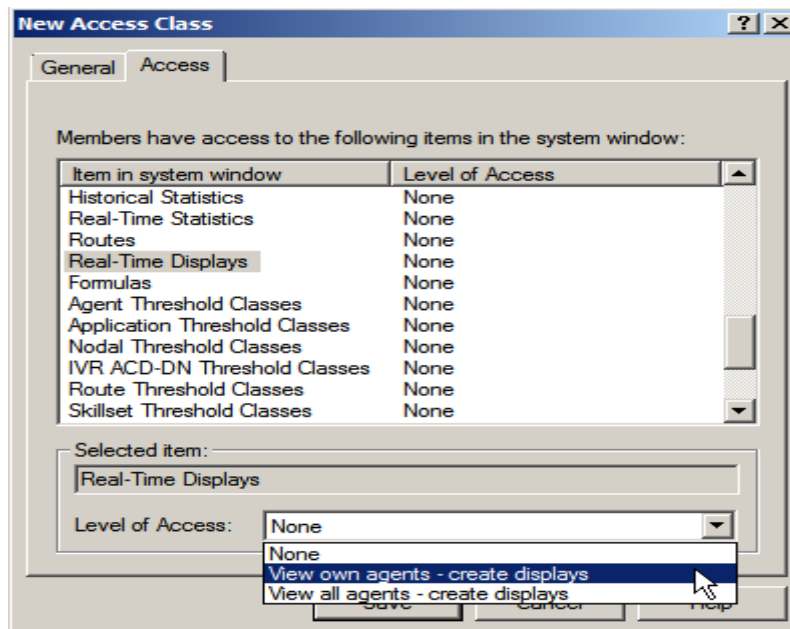 New Access Class
General Access
Members have access to the following items in the system window:
Item in system window Level of Access
Historical Statistics None
Real-Time Statistics None
Routes None
Real-Time Displays None
Formulas None
Agent Threshold Classes None
Application Threshold Classes None
Nodal Threshold Classes None
IVR ACD-DN Threshold Classes None
Route Threshold Classes None
Skillset Threshold Classes None
Selected item:
Real-Time Displays
Level of Access: None
None
View own agents - create displays
View all agents - create displays
Save Cancel Help